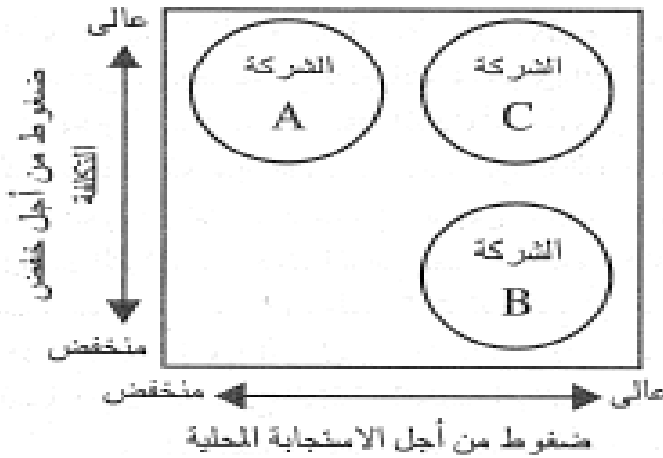 عالى
ضغوط من أجل خفض
التكلفة
منخفض
الشركة
A
الشركة
C
الشركة
B
منخفض
عالى
ضغوط من أجل الاستجابة المحلية